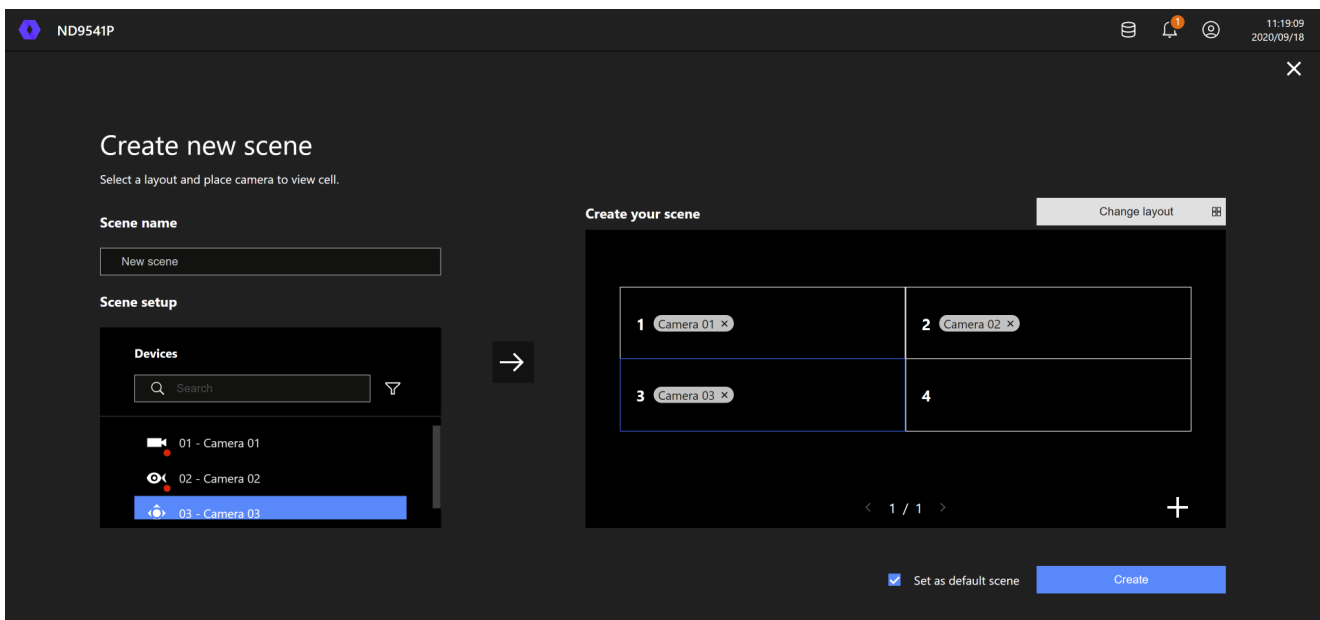 ND9541P
1
11:19:09
2020/09/18
Create new scene
Select a layout and place camera to view cell.
Scene name
New scene
Scene setup
Devices
Search
01 - Camera 01
02 - Camera 02
03 - Camera 03
Create your scene
Change layout
1 Camera 01 ×
2 Camera 02 ×
3 Camera 03 ×
4
< 1 / 1 >
Set as default scene
Create